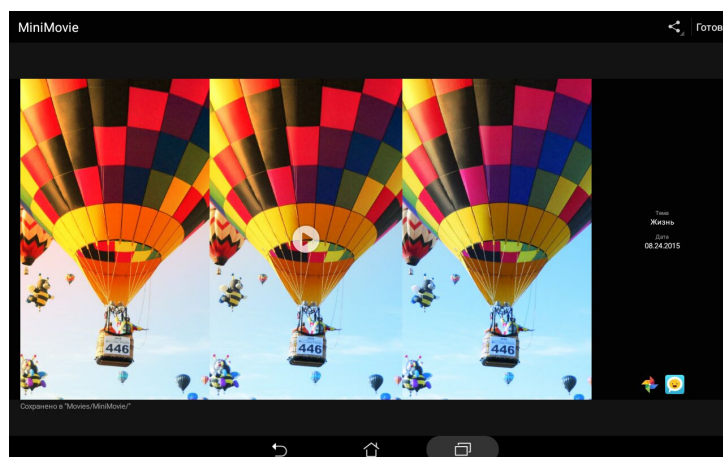 MiniMovie
Готов
Тема
Жизнь
Дата
08.24.2015
446
446
446
Сохранено в "Movies/MiniMovie/"